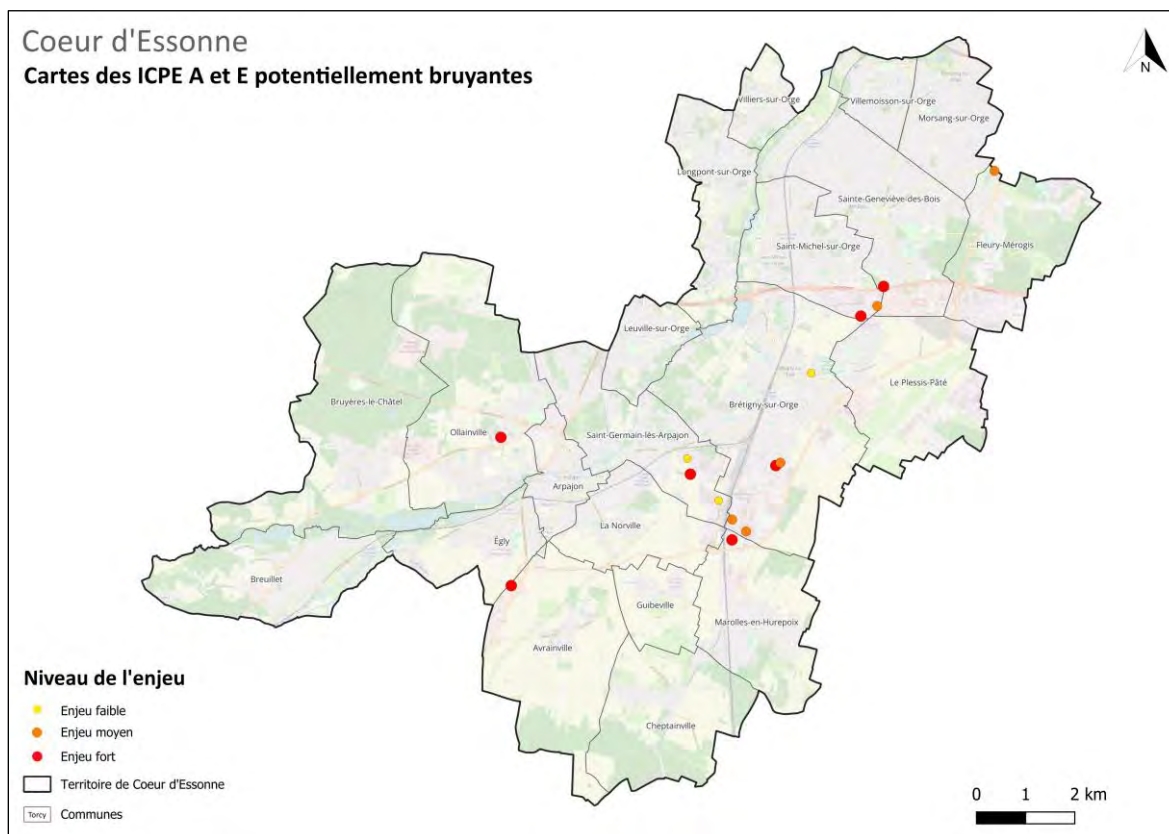 Coeur d'Essonne
Cartes des ICPE A et E potentiellement bruyantes
N
Villiers-sur-Orge
Villemoisson-sur-Orge
Morsang-sur-Orge
Longpont-sur-Orge
Sainte-Geneviève-des-Bois
Saint-Michel-sur-Orge
Fleury-Mérogis
Leuville-sur-Orge
Le Plessis-Pâté
Bruyères-le-Châtel
Brétigny-sur-Orge
Ollainville
Saint-Germain-lès-Arpajon
Arpajon
La Norville
Égly
Breuillet
Guibeville
Marolles-en-Hurepoix
Avrainville
Cheptainville
Niveau de l'enjeu
Enjeu faible
Enjeu moyen
Enjeu fort
Territoire de Coeur d'Essonne
Torcy Communes
0 1 2 km